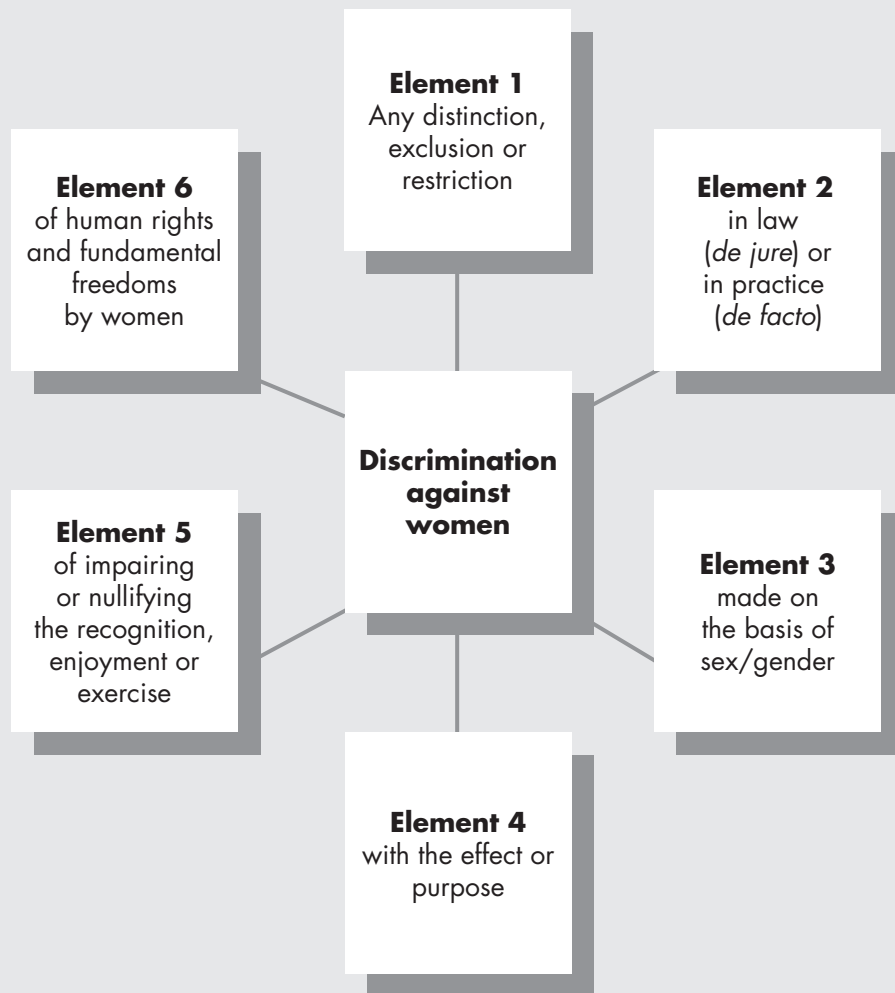 Element 1
Any distinction,
exclusion or
restriction
Element 2
in law
(de jure) or
in practice
(de facto)
Element 3
made on
the basis of
sex/gender
Element 4
with the effect or
purpose
Element 5
of impairing
or nullifying
the recognition,
enjoyment or
exercise
Element 6
of human rights
and fundamental
freedoms
by women
Discrimination
against
women